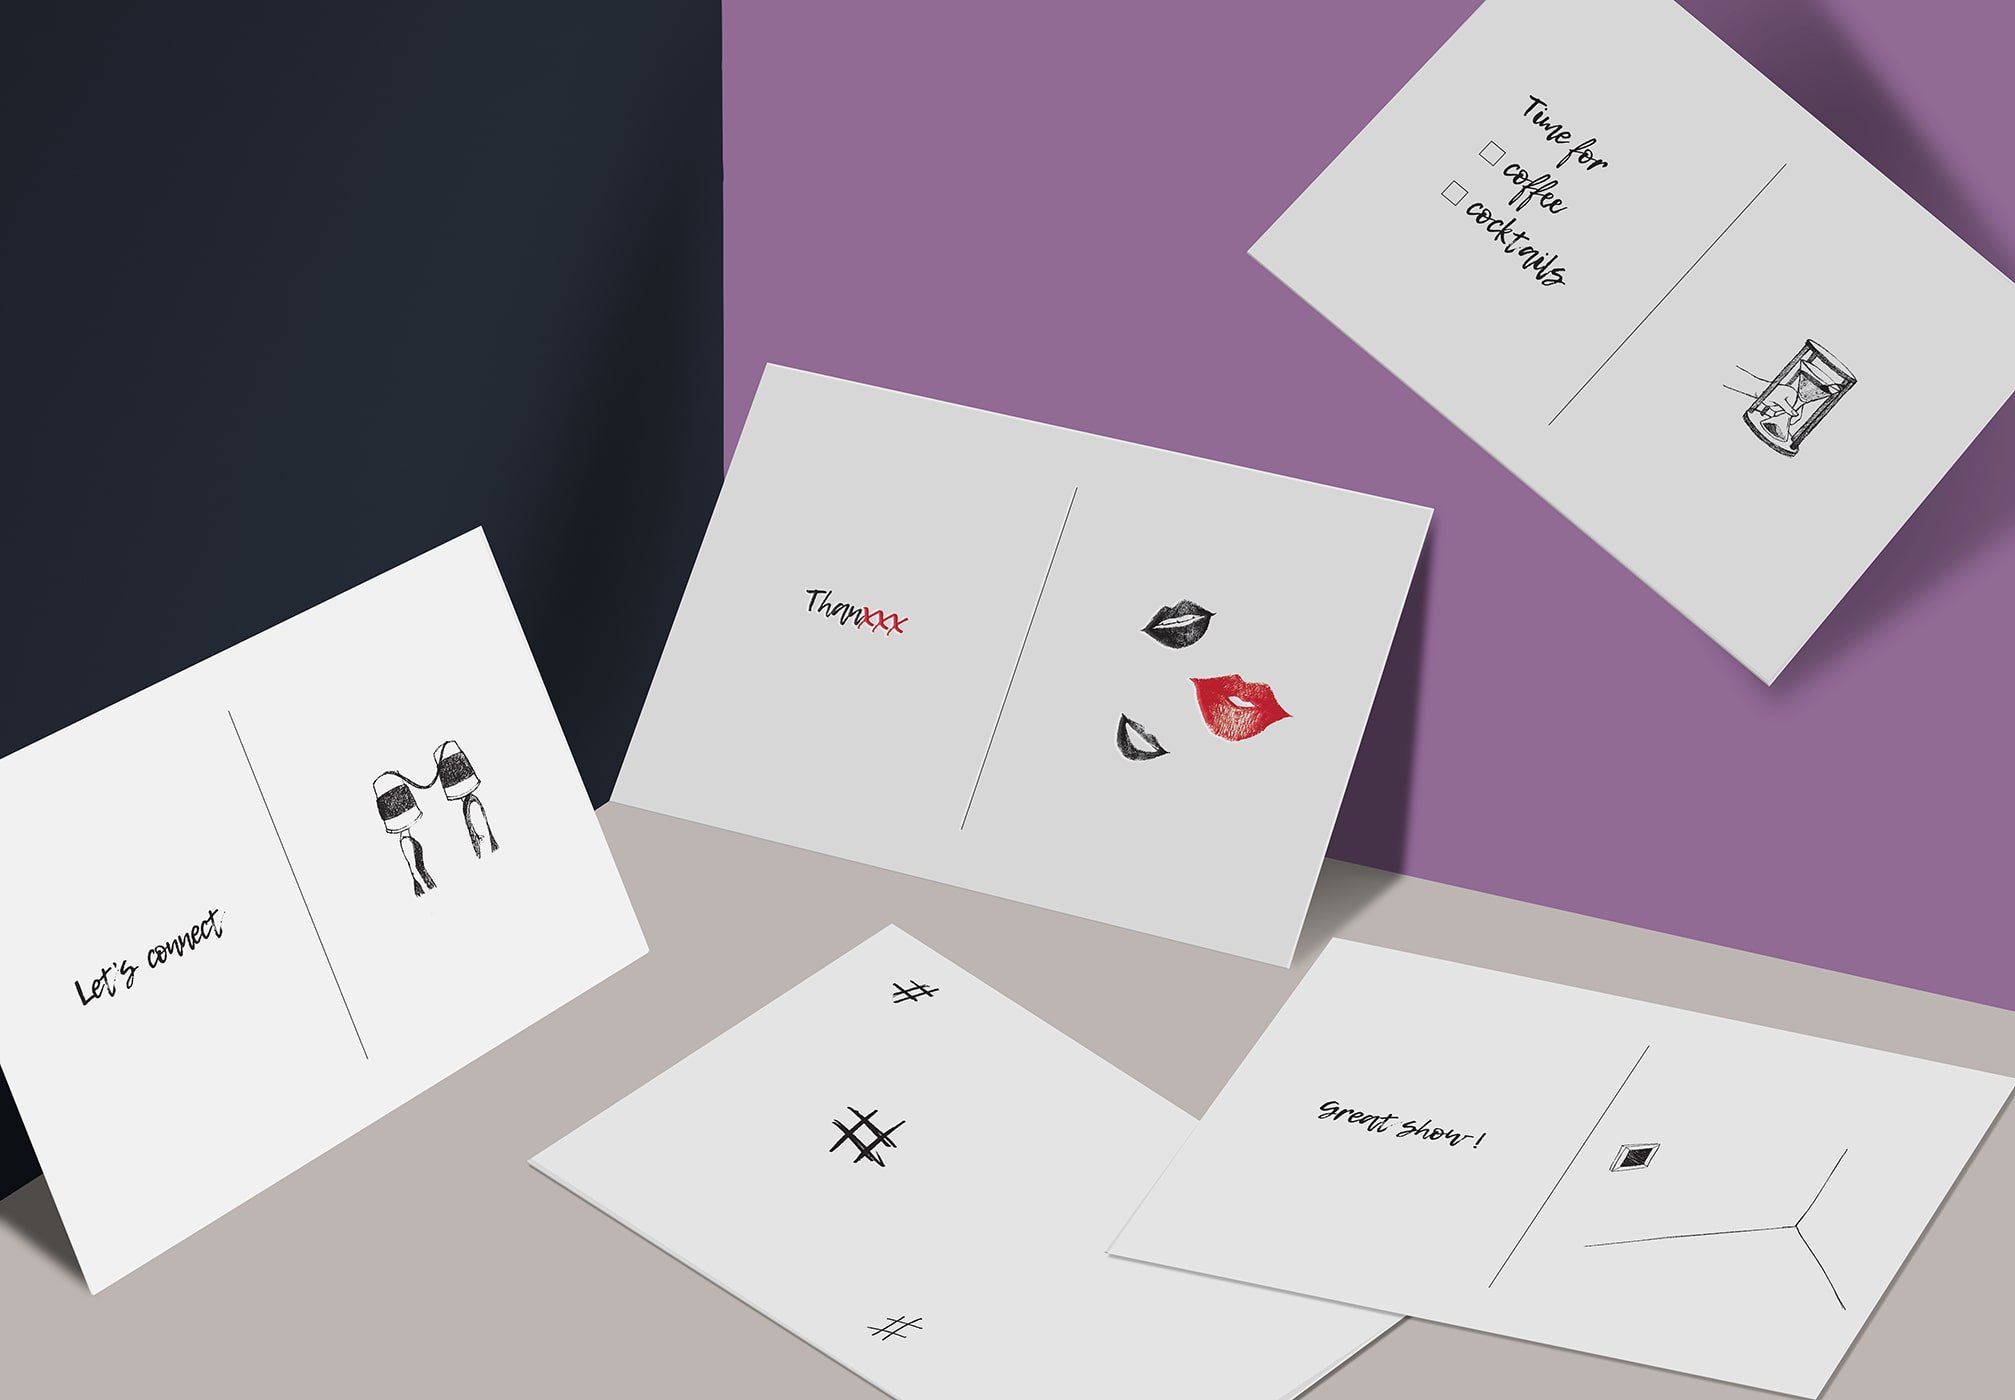 Time for
coffee
cocktails
Thanxxx
Let's connect
#
#
#
Great show!